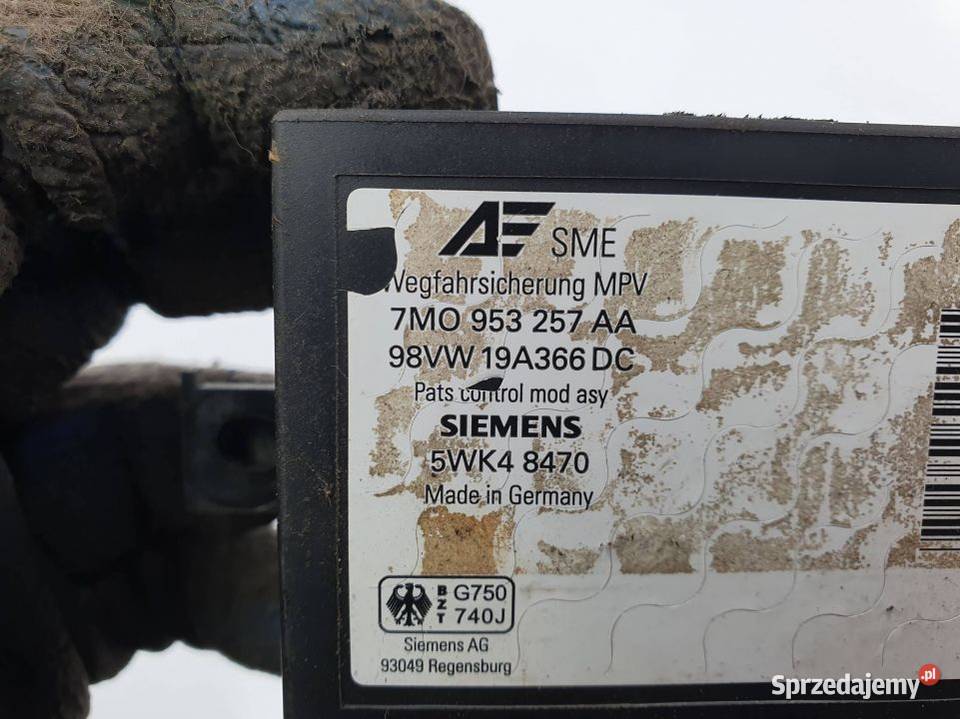 AE SME
Wegfahrsicherung MPV
7M0 953 257 AA
98VW 19A366 DC
Pats control mod asy
SIEMENS
5WK4 8470
Made in Germany
BZT G750
740J
Siemens AG
93049 Regensburg
Sprzedajemy.pl